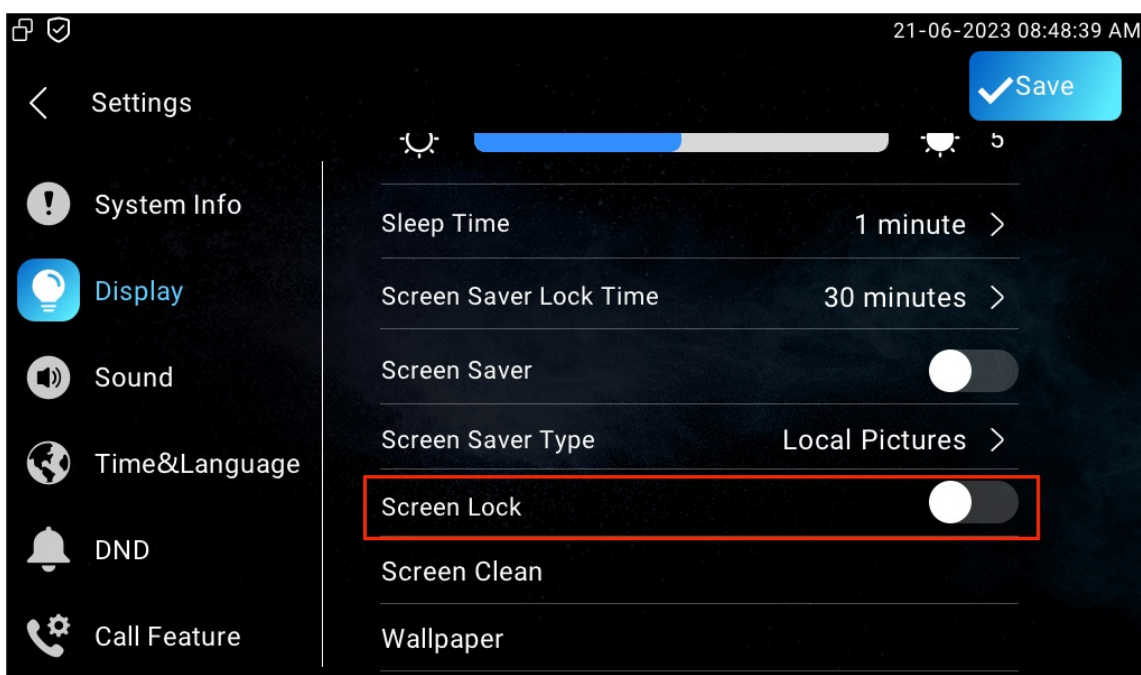 21-06-2023 08:48:39 AM
Settings
Save
5
System Info
Display
Sound
Time&Language
DND
Call Feature
Sleep Time
1 minute
Screen Saver Lock Time
30 minutes
Screen Saver
Screen Saver Type
Local Pictures
Screen Lock
Screen Clean
Wallpaper